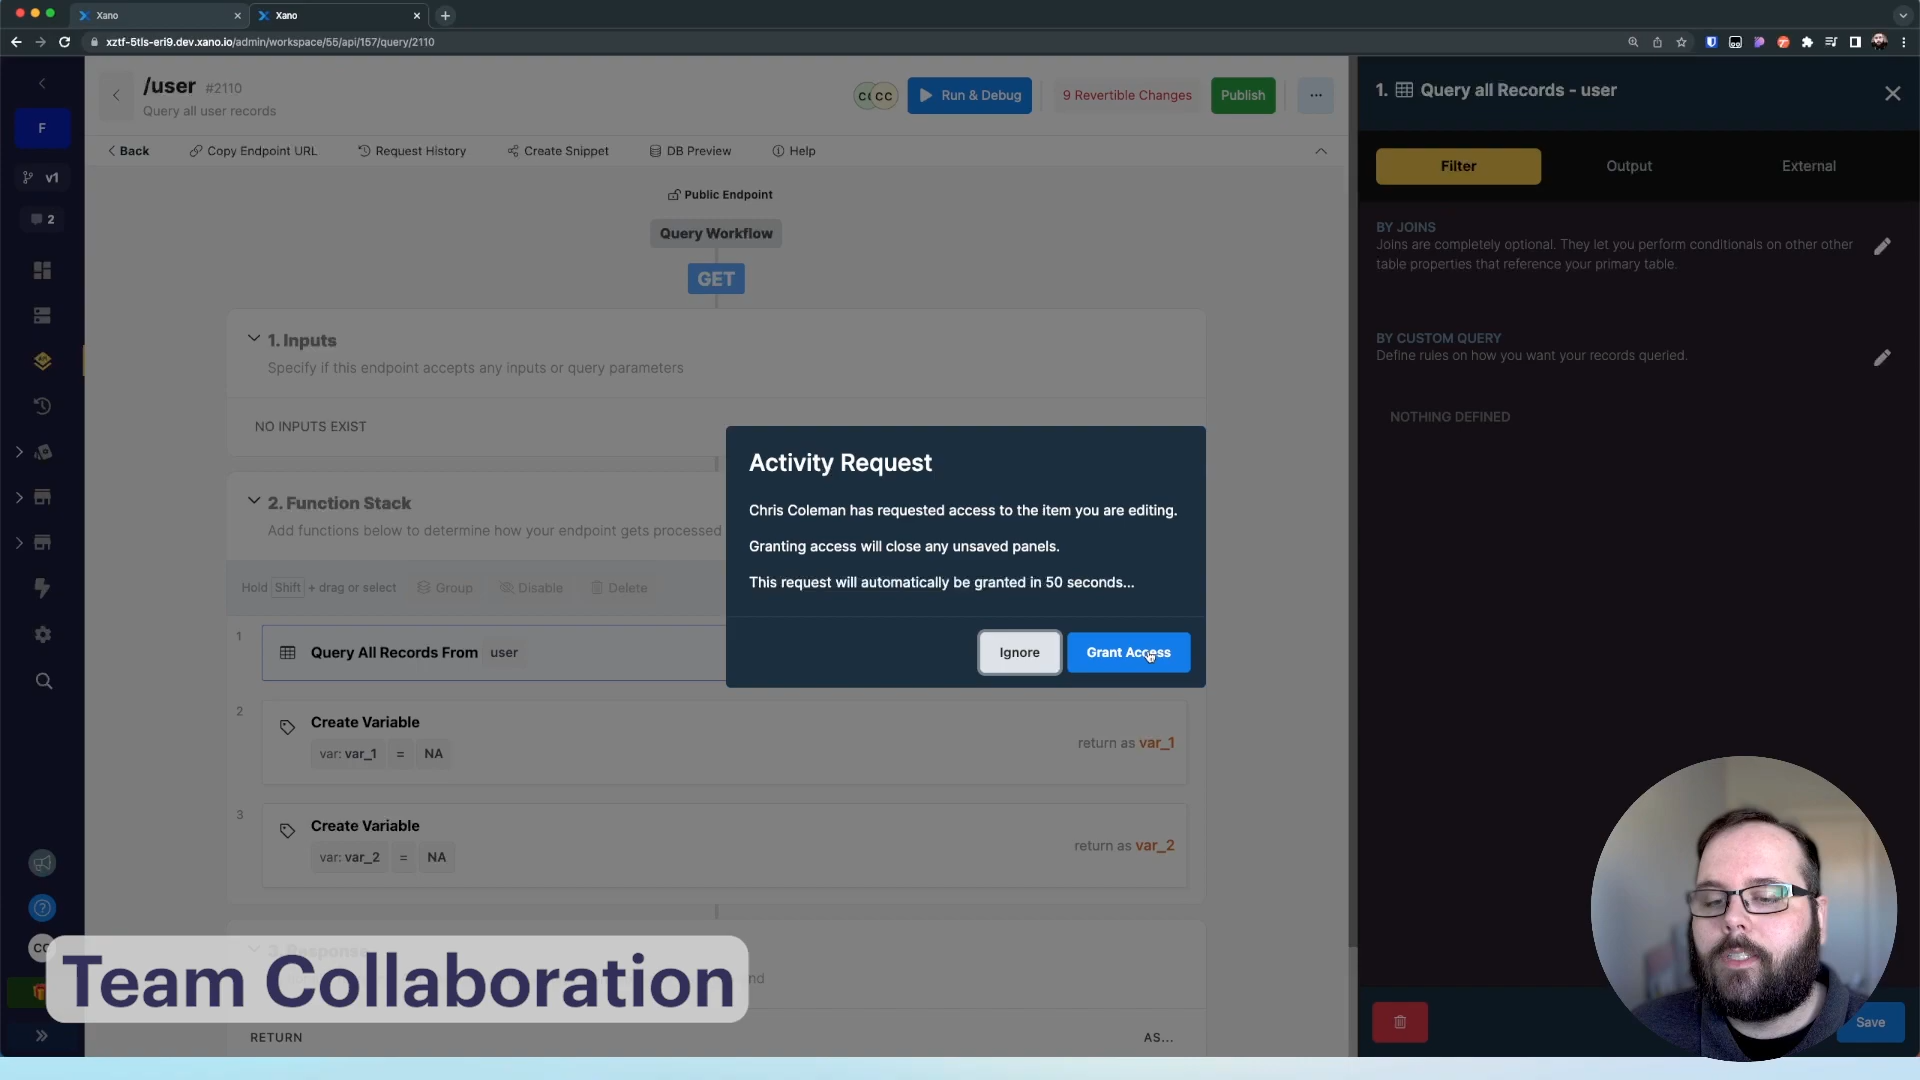 Xano
Xano
xztf-5tls-eri9.dev.xano.io/admin/workspace/55/api/157/query/2110
F
v1
2
/user #2110
Query all user records
CC
Run & Debug
9 Revertible Changes
Publish
Back
Copy Endpoint URL
Request History
Create Snippet
DB Preview
Help
Public Endpoint
Query Workflow
GET
1. Inputs
Specify if this endpoint accepts any inputs or query parameters
NO INPUTS EXIST
2. Function Stack
Add functions below to determine how your endpoint gets processed
Hold Shift + drag or select
Group
Disable
Delete
1
Query All Records From user
2
Create Variable
var: var_1 = NA
return as var_1
3
Create Variable
var: var_2 = NA
return as var_2
3. Response
RETURN
AS...
Activity Request
Chris Coleman has requested access to the item you are editing.
Granting access will close any unsaved panels.
This request will automatically be granted in 50 seconds...
Ignore
Grant Access
1. Query all Records - user
Filter
Output
External
BY JOINS
Joins are completely optional. They let you perform conditionals on other other
table properties that reference your primary table.
BY CUSTOM QUERY
Define rules on how you want your records queried.
NOTHING DEFINED
Save
Team Collaboration